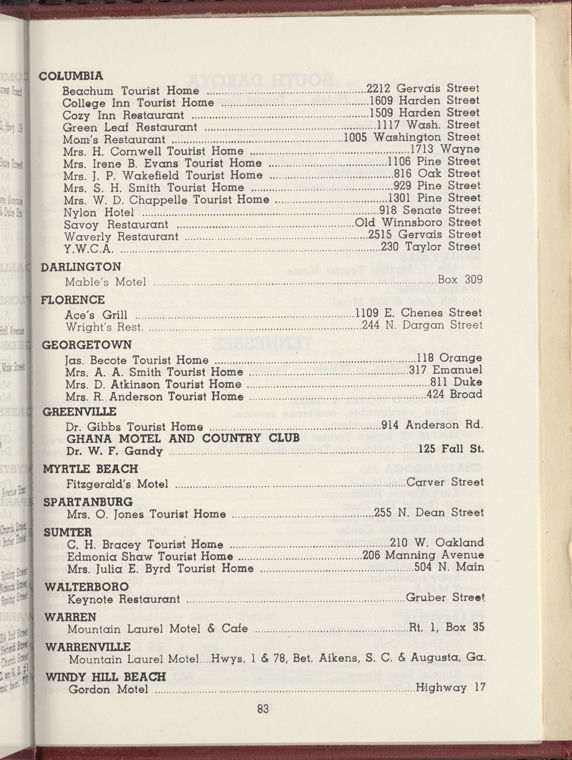 COLUMBIA
Beachum Tourist Home ........ 2212 Gervais Street
College Inn Tourist Home ........ 1609 Harden Street
Cozy Inn Restaurant ........ 1509 Harden Street
Green Leaf Restaurant ........ 1117 Wash. Street
Mom's Restaurant ........ 1005 Washington Street
Mrs. H. Cornwell Tourist Home ........ 1713 Wayne
Mrs. Irene B. Evans Tourist Home ........ 1106 Pine Street
Mrs. J. P. Wakefield Tourist Home ........ 816 Oak Street
Mrs. S. H. Smith Tourist Home ........ 929 Pine Street
Mrs. W. D. Chappelle Tourist Home ........ 1301 Pine Street
Nylon Hotel ........ 918 Senate Street
Savoy Restaurant ........ Old Winnsboro Street
Waverly Restaurant ........ 2515 Gervais Street
Y.W.C.A. ........ 230 Taylor Street
DARLINGTON
Mable's Motel ........ Box 309
FLORENCE
Ace's Grill ........ 1109 E. Chenes Street
Wright's Rest. ........ 244 N. Dargan Street
GEORGETOWN
Jas. Becote Tourist Home ........ 118 Orange
Mrs. A. A. Smith Tourist Home ........ 317 Emanuel
Mrs. D. Atkinson Tourist Home ........ 811 Duke
Mrs. R. Anderson Tourist Home ........ 424 Broad
GREENVILLE
Dr. Gibbs Tourist Home ........ 914 Anderson Rd.
GHANA MOTEL AND COUNTRY CLUB
Dr. W. F. Gandy ........ 125 Fall St.
MYRTLE BEACH
Fitzgerald's Motel ........ Carver Street
SPARTANBURG
Mrs. O. Jones Tourist Home ........ 255 N. Dean Street
SUMTER
C. H. Bracey Tourist Home ........ 210 W. Oakland
Edmonia Shaw Tourist Home ........ 206 Manning Avenue
Mrs. Julia E. Byrd Tourist Home ........ 504 N. Main
WALTERBORO
Keynote Restaurant ........ Gruber Street
WARREN
Mountain Laurel Motel & Cafe ........ Rt. 1, Box 35
WARRENVILLE
Mountain Laurel Motel...Hwys. 1 & 78, Bet. Aikens, S. C. & Augusta, Ga.
WINDY HILL BEACH
Gordon Motel ........ Highway 17
83